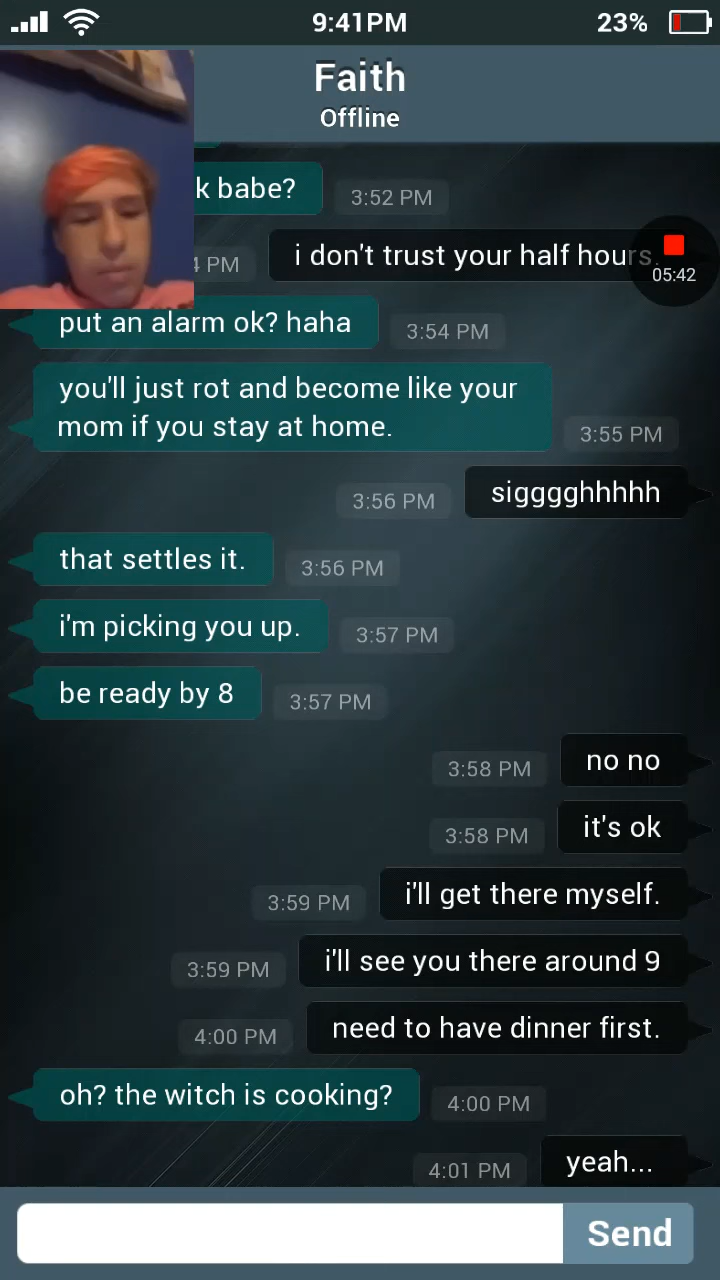 9:41PM
23%
Faith
Offline
k babe?
3:52 PM
i don't trust your half hours.
4 PM
05:42
put an alarm ok? haha
3:54 PM
you'll just rot and become like your
mom if you stay at home.
3:55 PM
sigggghhhhh
3:56 PM
that settles it.
3:56 PM
i'm picking you up.
3:57 PM
be ready by 8
3:57 PM
no no
3:58 PM
it's ok
3:58 PM
i'll get there myself.
3:59 PM
i'll see you there around 9
3:59 PM
need to have dinner first.
4:00 PM
oh? the witch is cooking?
4:00 PM
yeah...
4:01 PM
Send